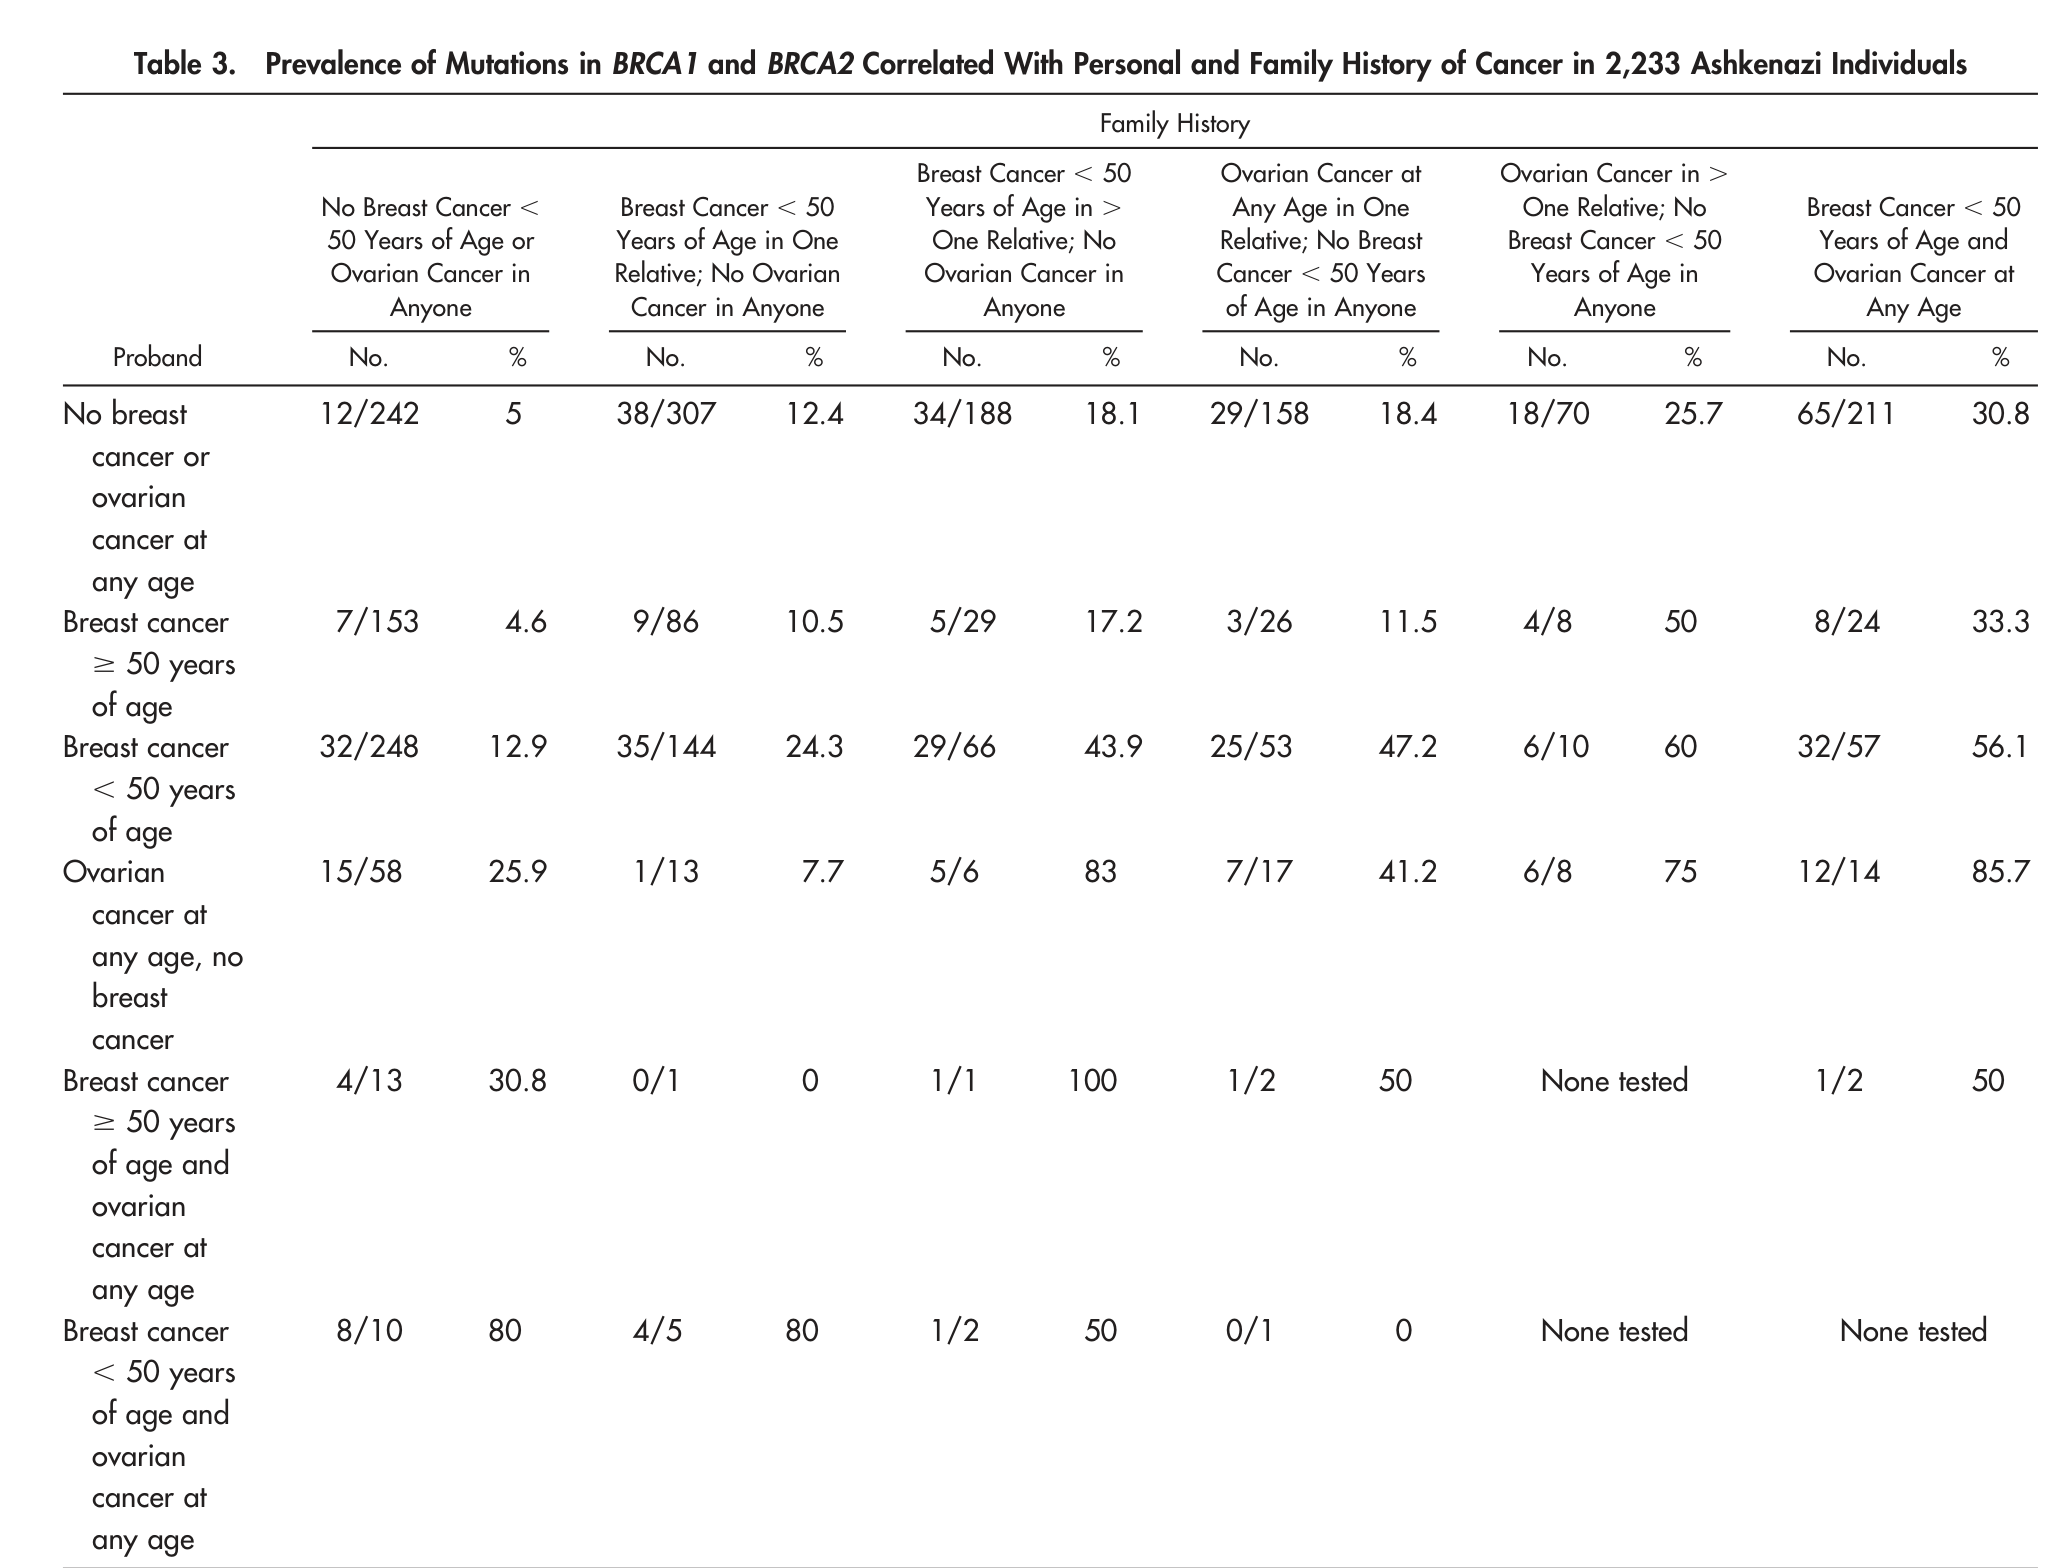 Table 3. Prevalence of Mutations in BRCA1 and BRCA2 Correlated With Personal and Family History of Cancer in 2,233 Ashkenazi Individuals
Family History
No Breast Cancer <
50 Years of Age or
Ovarian Cancer in
Anyone
Breast Cancer < 50
Years of Age in One
Relative; No Ovarian
Cancer in Anyone
Breast Cancer < 50
Years of Age in >
One Relative; No
Ovarian Cancer in
Anyone
Ovarian Cancer at
Any Age in One
Relative; No Breast
Cancer < 50 Years
of Age in Anyone
Ovarian Cancer in >
One Relative; No
Breast Cancer < 50
Years of Age in
Anyone
Breast Cancer < 50
Years of Age and
Ovarian Cancer at
Any Age
Proband No. % No. % No. % No. % No. % No. %
No breast 12/242 5 38/307 12.4 34/188 18.1 29/158 18.4 18/70 25.7 65/211 30.8
cancer or
ovarian
cancer at
any age
Breast cancer 7/153 4.6 9/86 10.5 5/29 17.2 3/26 11.5 4/8 50 8/24 33.3
≥ 50 years
of age
Breast cancer 32/248 12.9 35/144 24.3 29/66 43.9 25/53 47.2 6/10 60 32/57 56.1
< 50 years
of age
Ovarian 15/58 25.9 1/13 7.7 5/6 83 7/17 41.2 6/8 75 12/14 85.7
cancer at
any age, no
breast
cancer
Breast cancer 4/13 30.8 0/1 0 1/1 100 1/2 50 None tested 1/2 50
≥ 50 years
of age and
ovarian
cancer at
any age
Breast cancer 8/10 80 4/5 80 1/2 50 0/1 0 None tested None tested
< 50 years
of age and
ovarian
cancer at
any age